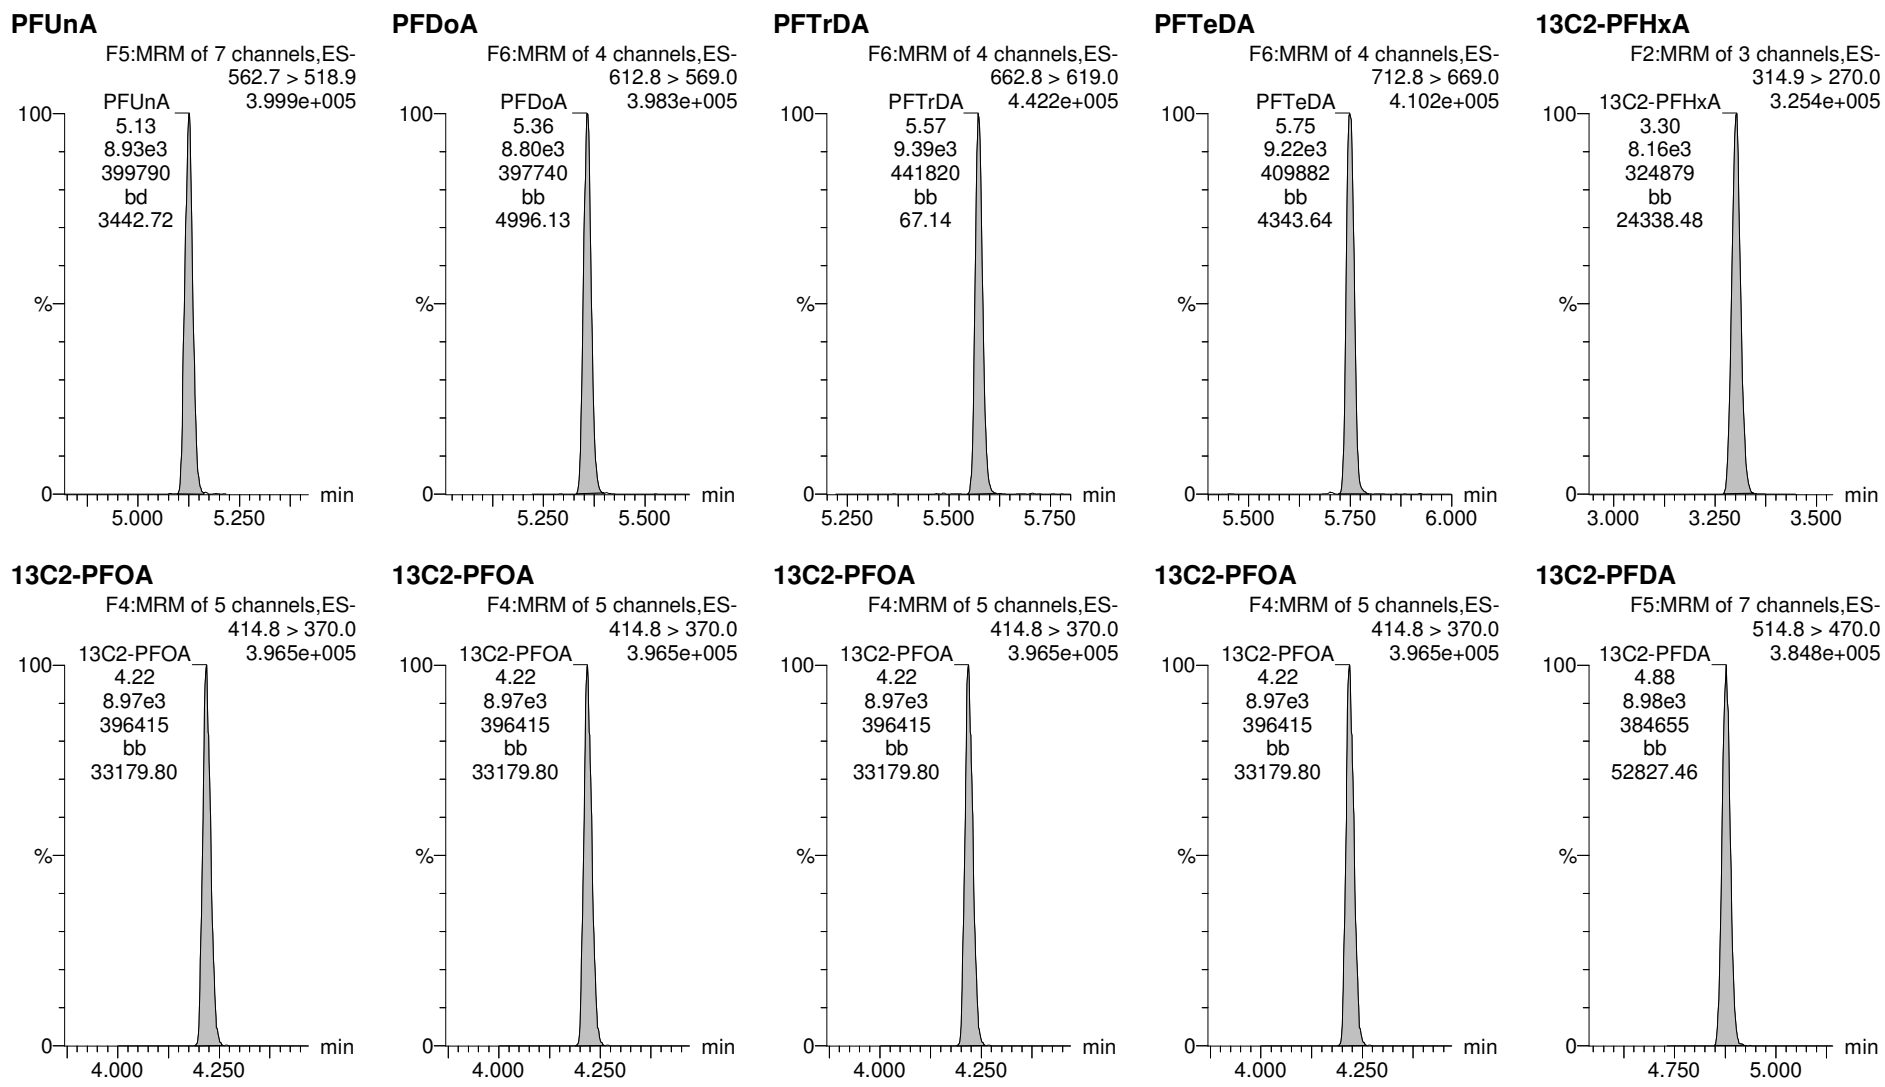 PFUnA
F5:MRM of 7 channels,ES-
562.7 > 518.9
3.999e+005
PFUnA
5.13
8.93e3
399790
bd
3442.72
100
%
0
5.000
5.250
min
PFDoA
F6:MRM of 4 channels,ES-
612.8 > 569.0
3.983e+005
PFDoA
5.36
8.80e3
397740
bb
4996.13
100
%
0
5.250
5.500
min
PFTrDA
F6:MRM of 4 channels,ES-
662.8 > 619.0
4.422e+005
PFTrDA
5.57
9.39e3
441820
bb
67.14
100
%
0
5.250
5.500
5.750
min
PFTeDA
F6:MRM of 4 channels,ES-
712.8 > 669.0
4.102e+005
PFTeDA
5.75
9.22e3
409882
bb
4343.64
100
%
0
5.500
5.750
6.000
min
13C2-PFHxA
F2:MRM of 3 channels,ES-
314.9 > 270.0
3.254e+005
13C2-PFHxA
3.30
8.16e3
324879
bb
24338.48
100
%
0
3.000
3.250
3.500
min
13C2-PFOA
F4:MRM of 5 channels,ES-
414.8 > 370.0
3.965e+005
13C2-PFOA
4.22
8.97e3
396415
bb
33179.80
100
%
0
4.000
4.250
min
13C2-PFOA
F4:MRM of 5 channels,ES-
414.8 > 370.0
3.965e+005
13C2-PFOA
4.22
8.97e3
396415
bb
33179.80
100
%
0
4.000
4.250
min
13C2-PFOA
F4:MRM of 5 channels,ES-
414.8 > 370.0
3.965e+005
13C2-PFOA
4.22
8.97e3
396415
bb
33179.80
100
%
0
4.000
4.250
min
13C2-PFOA
F4:MRM of 5 channels,ES-
414.8 > 370.0
3.965e+005
13C2-PFOA
4.22
8.97e3
396415
bb
33179.80
100
%
0
4.000
4.250
min
13C2-PFDA
F5:MRM of 7 channels,ES-
514.8 > 470.0
3.848e+005
13C2-PFDA
4.88
8.98e3
384655
bb
52827.46
100
%
0
4.750
5.000
min